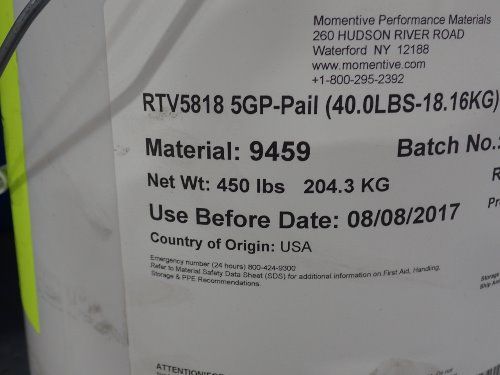 Momentive Performance Materials
260 HUDSON RIVER ROAD
Waterford NY 12188
www.momentive.com
+1-800-295-2392
RTV5818 5GP-Pail (40.0LBS-18.16KG)
Material: 9459 Batch No.:
Net Wt: 450 lbs 204.3 KG
Use Before Date: 08/08/2017
Country of Origin: USA
Emergency number (24 hours) 800-424-9300
Refer to Material Safety Data Sheet (SDS) for additional information on First Aid, Handling,
Storage & PPE Recommendations.